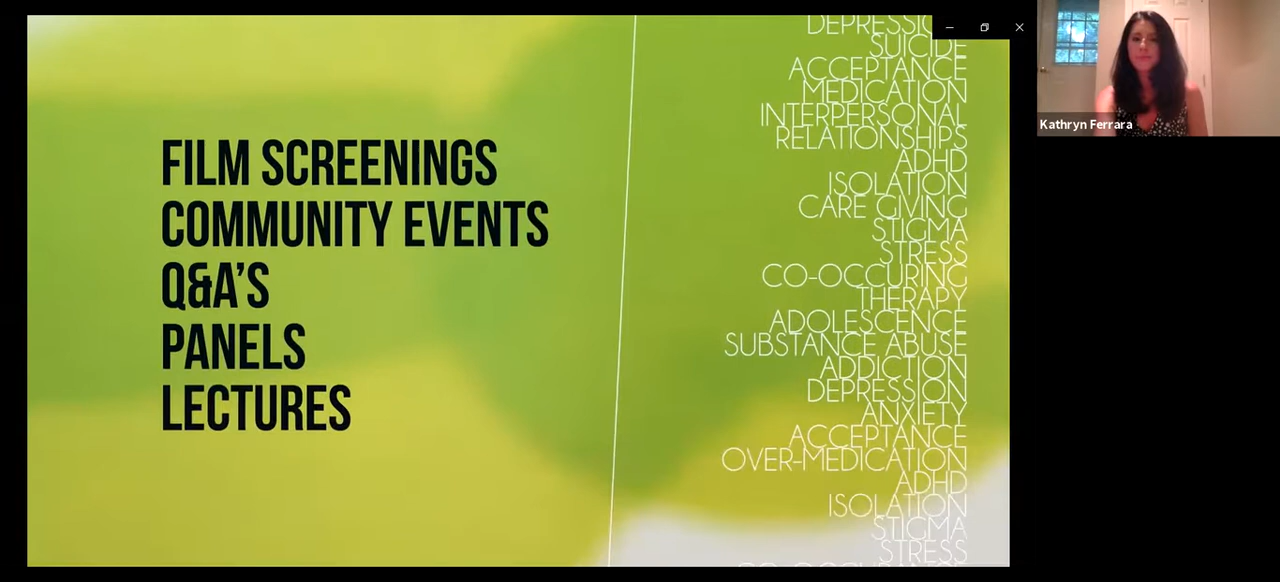 FILM SCREENINGS
COMMUNITY EVENTS
Q&A'S
PANELS
LECTURES
DEPRESSION
SUICIDE
ACCEPTANCE
MEDICATION
INTERPERSONAL
RELATIONSHIPS
ADHD
ISOLATION
CARE GIVING
STIGMA
STRESS
CO-OCCURING
THERAPY
ADOLESCENCE
SUBSTANCE ABUSE
ADDICTION
DEPRESSION
ANXIETY
ACCEPTANCE
OVER-MEDICATION
ADHD
ISOLATION
STIGMA
STRESS
Kathryn Ferrara